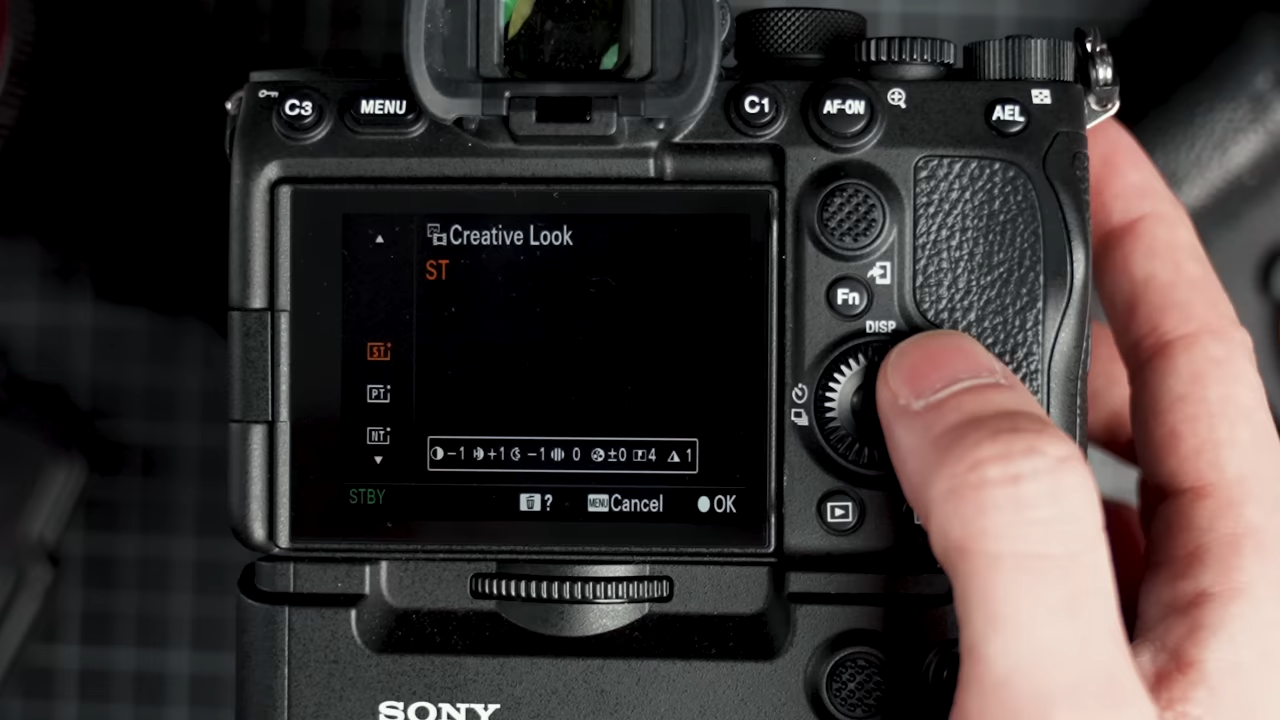 C3
MENU
C1
AF-ON
AEL
Creative Look
ST
ST
PT
NT
-1 +1 -1 0 ±0 4 1
STBY
? MENU Cancel OK
Fn
DISP
SONY